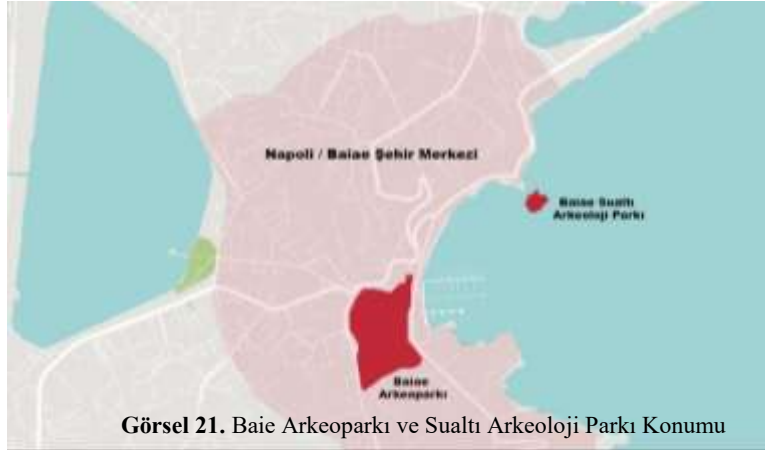 Napoli / Baiae Şehir Merkezi
Baiae Sualtı
Arkeoloji Parkı
Baiae
Arkeoparkı
Görsel 21. Baie Arkeoparkı ve Sualtı Arkeoloji Parkı Konumu